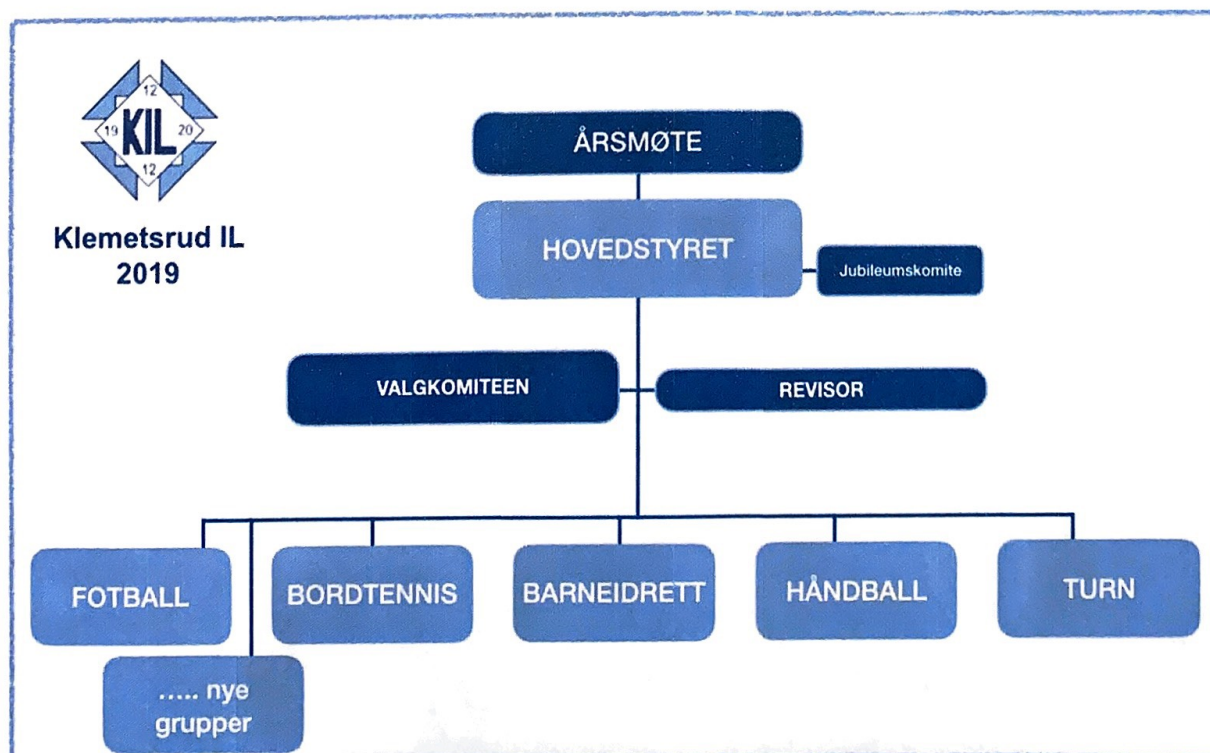 12
19 KIL 20
12
Klemetsrud IL
2019
ÅRSMØTE
HOVEDSTYRET
Jubileumskomite
VALGKOMITEEN
REVISOR
FOTBALL
BORDTENNIS
BARNEIDRETT
HÅNDBALL
TURN
..... nye
grupper